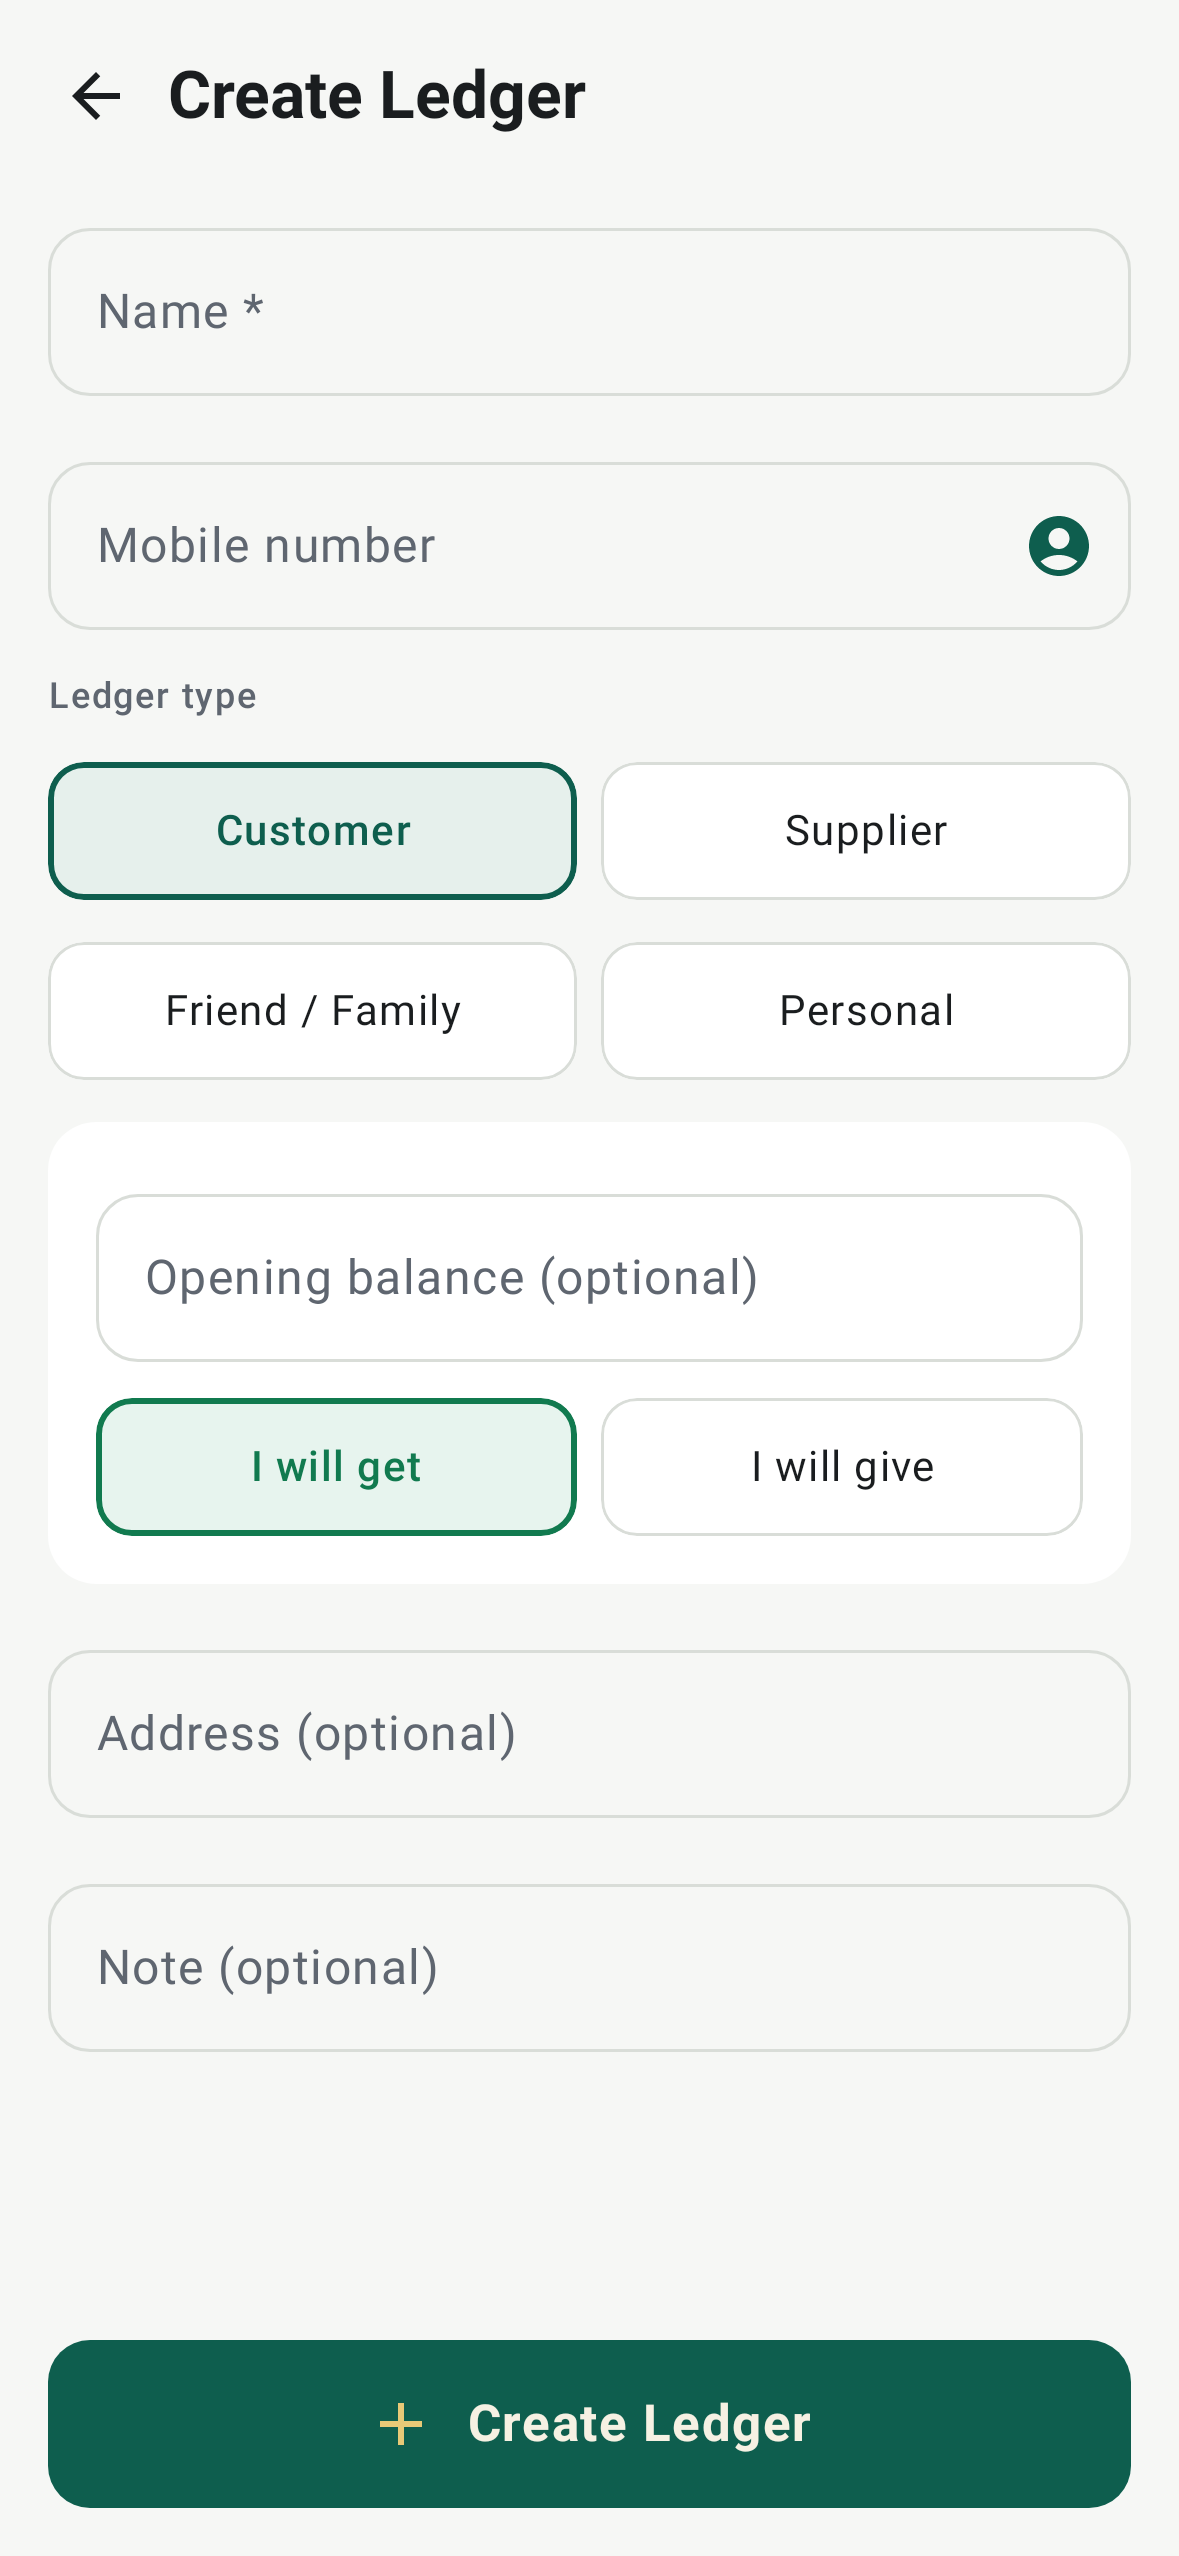 Create Ledger
Name *
Mobile number
Ledger type
Customer
Supplier
Friend / Family
Personal
Opening balance (optional)
I will get
I will give
Address (optional)
Note (optional)
Create Ledger